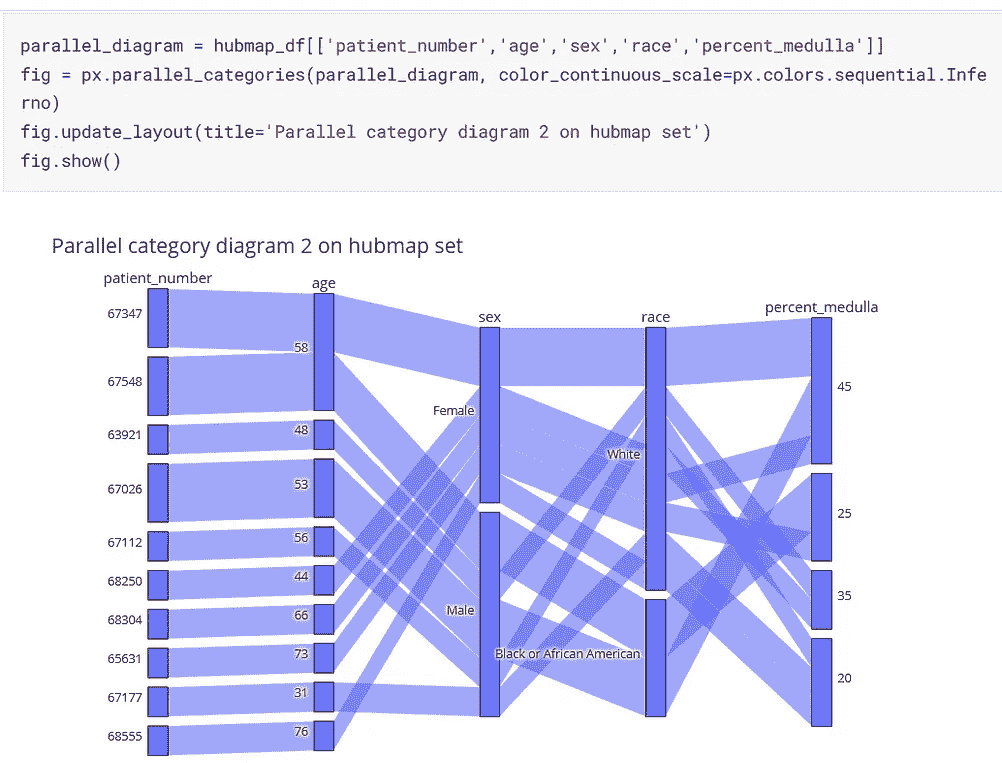 parallel_diagram = hubmap_df[['patient_number','age','sex','race','percent_medulla']]
fig = px.parallel_categories(parallel_diagram, color_continuous_scale=px.colors.sequential.Infe
rno)
fig.update_layout(title='Parallel category diagram 2 on hubmap set')
fig.show()
Parallel category diagram 2 on hubmap set
patient_number
age
sex
race
percent_medulla
67347
67548
63921
67026
67112
68250
68304
65631
67177
68555
58
48
53
56
44
66
73
31
76
Female
Male
White
Black or African American
45
25
35
20